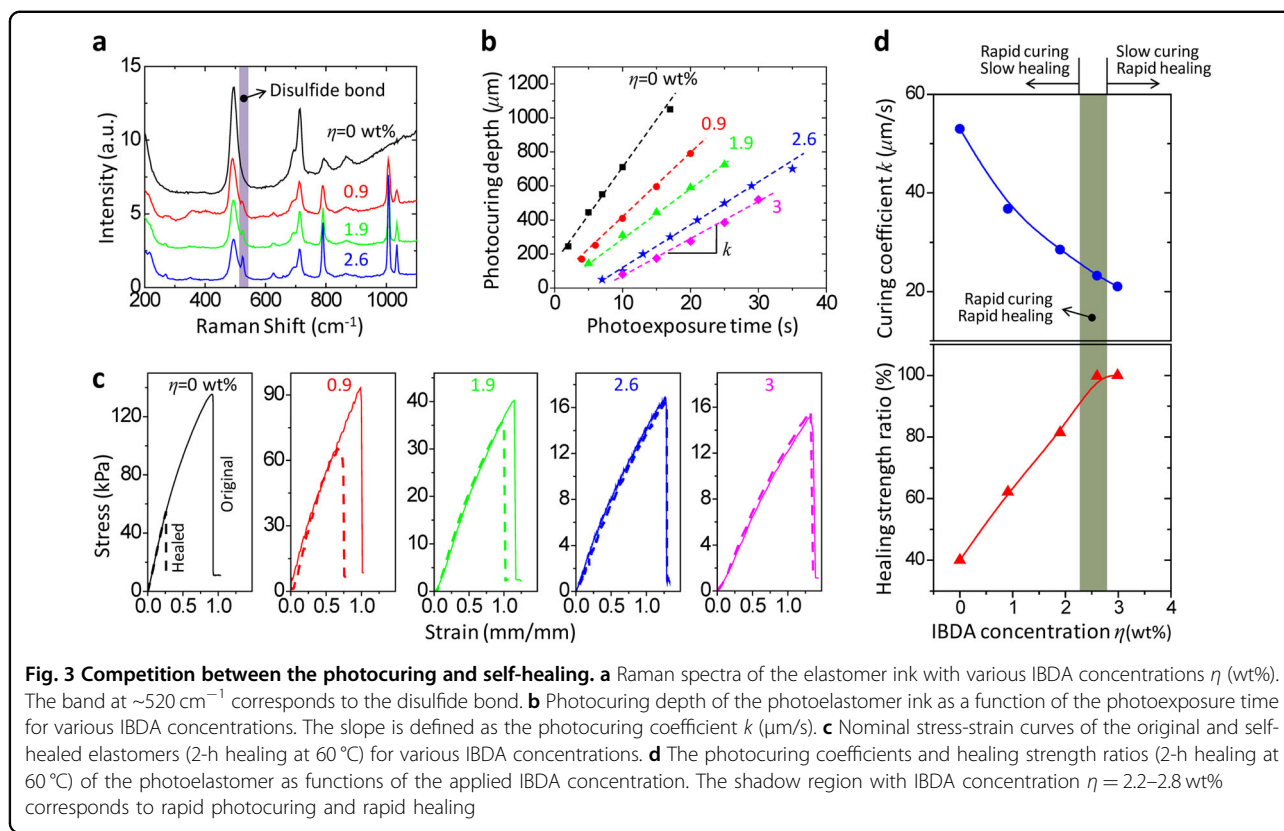 a
15
10
5
0
Intensity (a.u.)
Disulfide bond
η=0 wt%
0.9
1.9
2.6
200 400 600 800 1000
Raman Shift (cm⁻¹)
b
1200
1000
800
600
400
200
0
Photocuring depth (μm)
η=0 wt%
0.9
1.9
2.6
3
k
0 10 20 30 40
Photoexposure time (s)
c
Stress (kPa)
η=0 wt%
120
90
60
30
0
Healed
Original
0.0 0.5 1.0
0.9
90
60
30
0
0.0 0.5 1.0
1.9
40
30
20
10
0
0.0 0.5 1.0
2.6
16
12
8
4
0
0.0 0.5 1.0
3
16
12
8
4
0
0.0 0.5 1.0
Strain (mm/mm)
d
Rapid curing
Slow healing
Slow curing
Rapid healing
60
40
20
Curing coefficient k (μm/s)
Rapid curing
Rapid healing
100
80
60
40
Healing strength ratio (%)
0 1 2 3 4
IBDA concentration η(wt%)
Fig. 3 Competition between the photocuring and self-healing. a Raman spectra of the elastomer ink with various IBDA concentrations η (wt%).
The band at ~520 cm⁻¹ corresponds to the disulfide bond. b Photocuring depth of the photoelastomer ink as a function of the photoexposure time
for various IBDA concentrations. The slope is defined as the photocuring coefficient k (μm/s). c Nominal stress-strain curves of the original and self-
healed elastomers (2-h healing at 60 °C) for various IBDA concentrations. d The photocuring coefficients and healing strength ratios (2-h healing at
60 °C) of the photoelastomer as functions of the applied IBDA concentration. The shadow region with IBDA concentration η = 2.2–2.8 wt%
corresponds to rapid photocuring and rapid healing